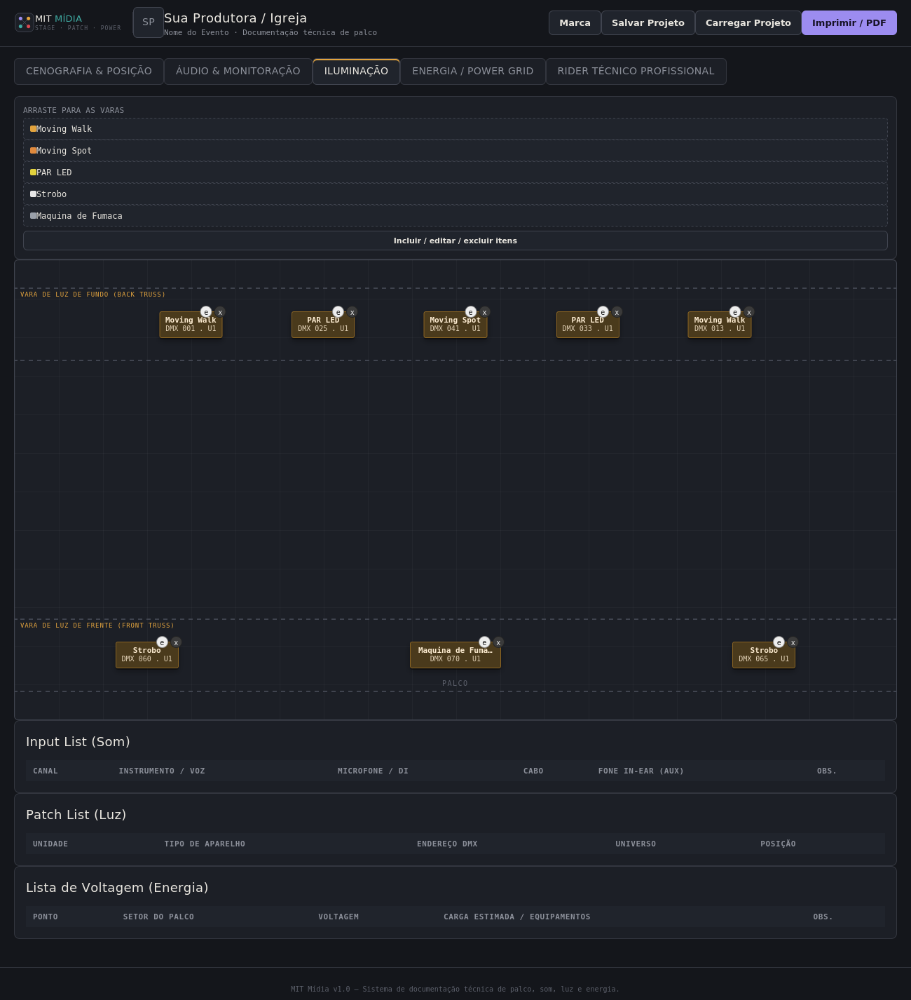 MIT MÍDIA
STAGE · PATCH · POWER
SP
Sua Produtora / Igreja
Nome do Evento · Documentação técnica de palco
Marca
Salvar Projeto
Carregar Projeto
Imprimir / PDF
CENOGRAFIA & POSIÇÃO
ÁUDIO & MONITORAÇÃO
ILUMINAÇÃO
ENERGIA / POWER GRID
RIDER TÉCNICO PROFISSIONAL
ARRASTE PARA AS VARAS
Moving Walk
Moving Spot
PAR LED
Strobo
Maquina de Fumaca
Incluir / editar / excluir itens
VARA DE LUZ DE FUNDO (BACK TRUSS)
e x
Moving Walk
DMX 001 . U1
e x
PAR LED
DMX 025 . U1
e x
Moving Spot
DMX 041 . U1
e x
PAR LED
DMX 033 . U1
e x
Moving Walk
DMX 013 . U1
VARA DE LUZ DE FRENTE (FRONT TRUSS)
e x
Strobo
DMX 060 . U1
e x
Maquina de Fuma…
DMX 070 . U1
e x
Strobo
DMX 065 . U1
PALCO
Input List (Som)
CANAL INSTRUMENTO / VOZ MICROFONE / DI CABO FONE IN-EAR (AUX) OBS.
Patch List (Luz)
UNIDADE TIPO DE APARELHO ENDEREÇO DMX UNIVERSO POSIÇÃO
Lista de Voltagem (Energia)
PONTO SETOR DO PALCO VOLTAGEM CARGA ESTIMADA / EQUIPAMENTOS OBS.
MIT Mídia v1.0 — Sistema de documentação técnica de palco, som, luz e energia.